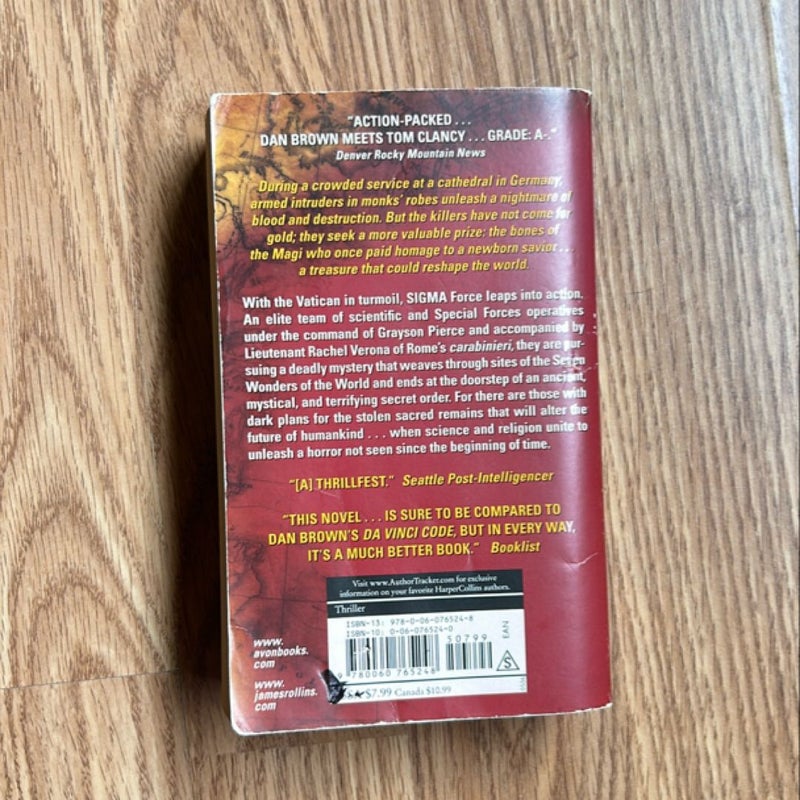 "ACTION-PACKED . . .
DAN BROWN MEETS TOM CLANCY . . . GRADE: A-."
Denver Rocky Mountain News
During a crowded service at a cathedral in Germany,
armed intruders in monks' robes unleash a nightmare of
blood and destruction. But the killers have not come for
gold; they seek a more valuable prize: the bones of
the Magi who once paid homage to a newborn savior . . .
a treasure that could reshape the world.
With the Vatican in turmoil, SIGMA Force leaps into action.
An elite team of scientific and Special Forces operatives
under the command of Grayson Pierce and accompanied by
Lieutenant Rachel Verona of Rome's carabinieri, they are pur-
suing a deadly mystery that weaves through sites of the Seven
Wonders of the World and ends at the doorstep of an ancient,
mystical, and terrifying secret order. For there are those with
dark plans for the stolen sacred remains that will alter the
future of humankind . . . when science and religion unite to
unleash a horror not seen since the beginning of time.
"[A] THRILLFEST." Seattle Post-Intelligencer
"THIS NOVEL . . . IS SURE TO BE COMPARED TO
DAN BROWN'S DA VINCI CODE, BUT IN EVERY WAY,
IT'S A MUCH BETTER BOOK." Booklist
Visit www.AuthorTracker.com for exclusive
information on your favorite HarperCollins authors.
Thriller
ISBN-13: 978-0-06-076524-8
ISBN-10: 0-06-076524-0
50799
EAN
S
9 780060 765248
$7.99 Canada $10.99
www.
avonbooks.
com
www.
jamesrollins.
com